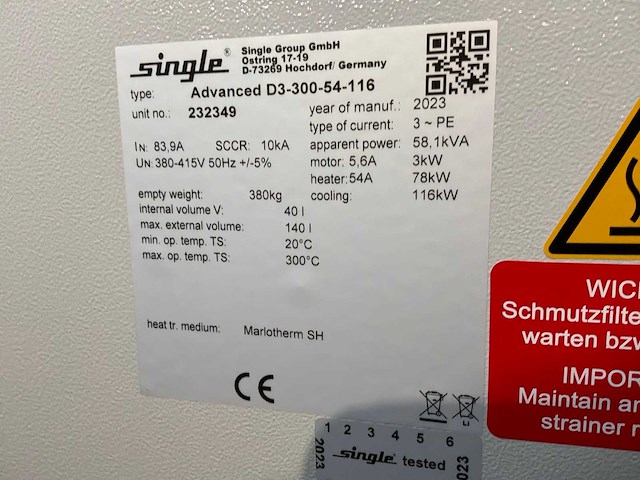 single® Single Group GmbH
Ostring 17-19
D-73269 Hochdorf/ Germany
type: Advanced D3-300-54-116
unit no.: 232349 year of manuf.: 2023
type of current: 3 ~ PE
IN: 83,9A SCCR: 10kA apparent power: 58,1kVA
UN: 380-415V 50Hz +/-5% motor: 5,6A 3kW
heater: 54A 78kW
empty weight: 380kg cooling: 116kW
internal volume V: 40 l
max. external volume: 140 l
min. op. temp. TS: 20°C
max. op. temp. TS: 300°C
heat tr. medium: Marlotherm SH
CE
1 2 3 4 5 6
2023 single® tested 2023
WICH
Schmutzfilte
warten bzw
IMPOR
Maintain an
strainer r